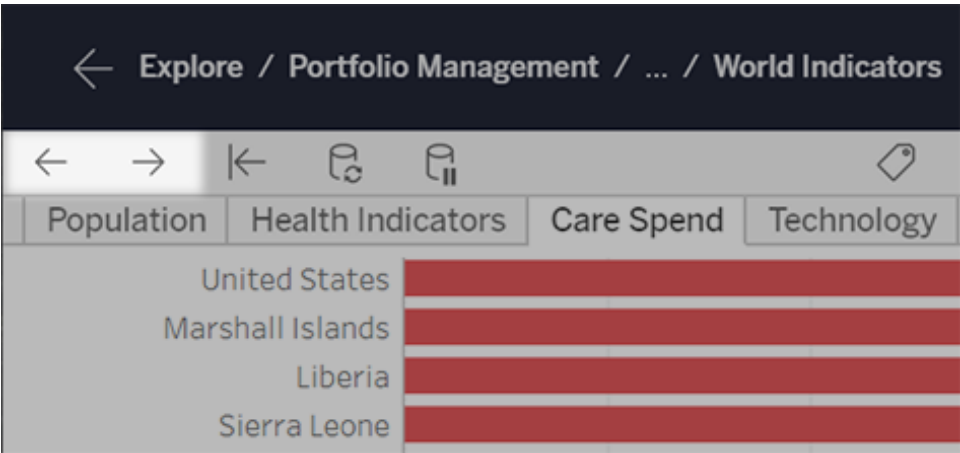 Explore / Portfolio Management / ... / World Indicators
Population Health Indicators Care Spend Technology
United States
Marshall Islands
Liberia
Sierra Leone